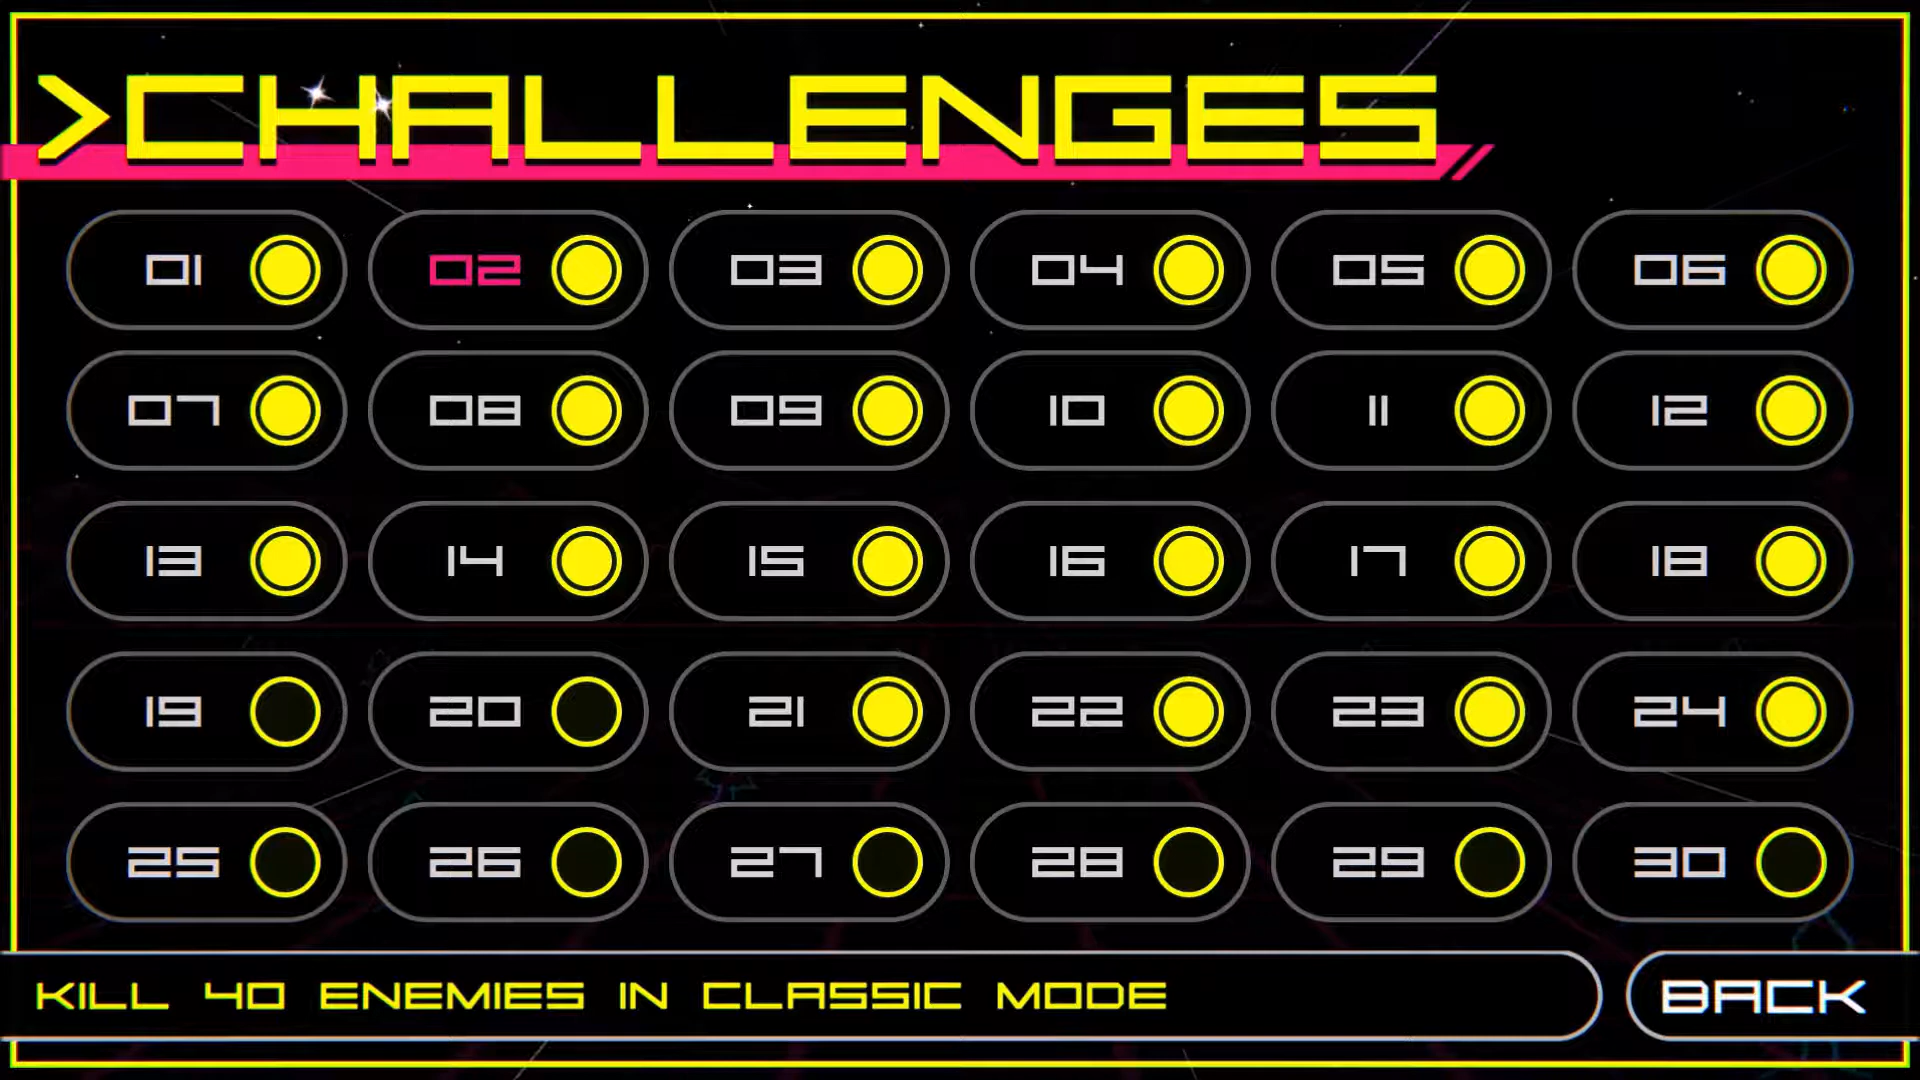 >CHALLENGES
01 02 03 04 05 06
07 08 09 10 11 12
13 14 15 16 17 18
19 20 21 22 23 24
25 26 27 28 29 30
KILL 40 ENEMIES IN CLASSIC MODE
BACK